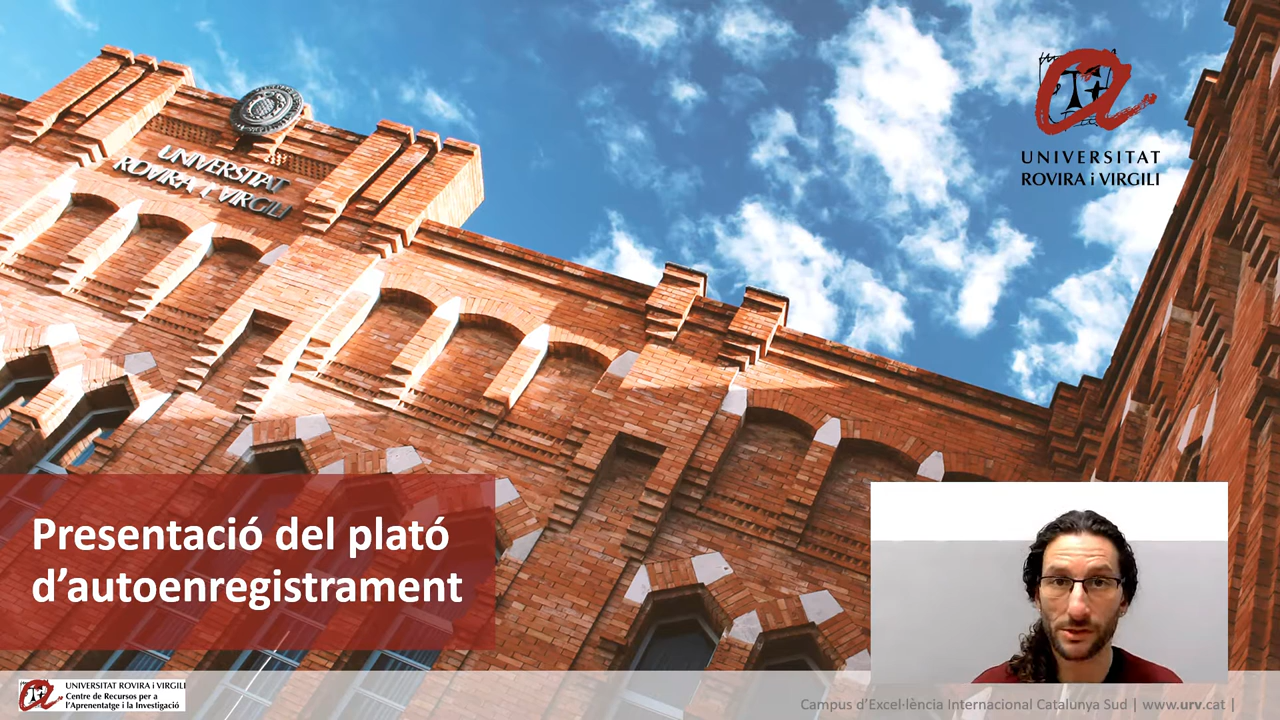 UNIVERSITAT
ROVIRA I VIRGILI
UNIVERSITAT
ROVIRA i VIRGILI
Presentació del plató
d’autoenregistrament
UNIVERSITAT ROVIRA i VIRGILI
Centre de Recursos per a
l'Aprenentatge i la Investigació
Campus d’Excel·lència Internacional Catalunya Sud | www.urv.cat |